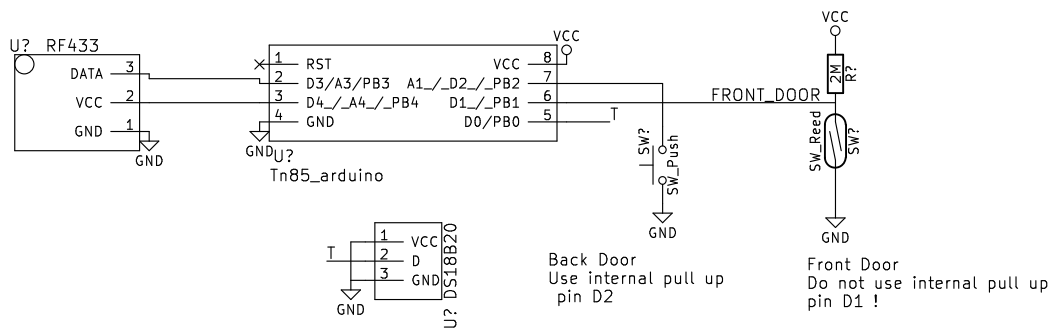 U? RF433
DATA 3
VCC 2
GND 1
GND
1 RST
2 D3/A3/PB3
3 D4_/_A4_/_PB4
4 GND
VCC 8
A1_/_D2_/_PB2 7
D1_/_PB1 6
D0/PB0 5
VCC
GND
U?
Tn85_arduino
T
FRONT_DOOR
SW?
SW_Push
GND
VCC
2M
R?
SW_Reed
SW?
GND
T
1 VCC
2 D
3 GND
GND
U? DS18B20
Back Door
Use internal pull up
pin D2
Front Door
Do not use internal pull up
pin D1 !